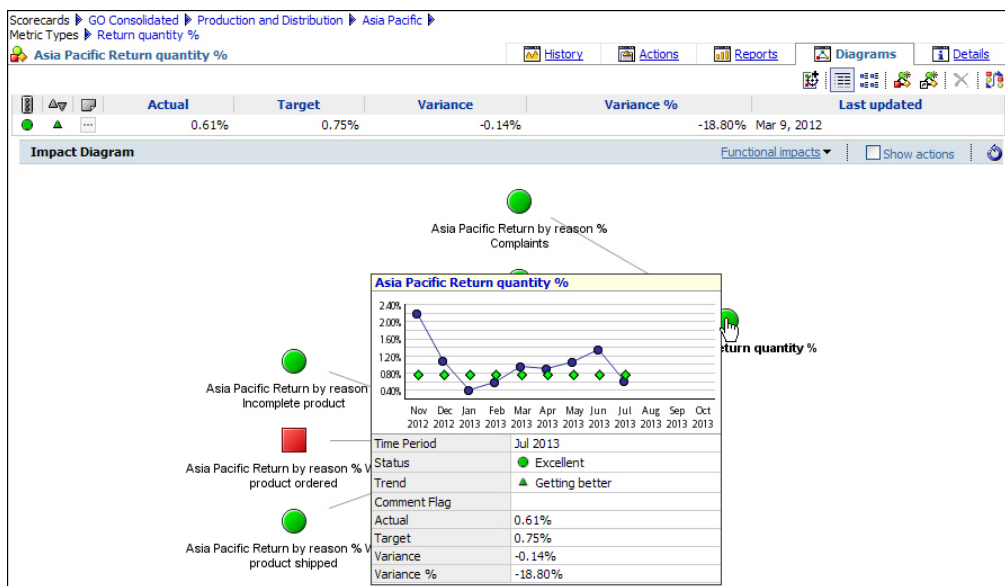 Scorecards GO Consolidated Production and Distribution Asia Pacific
Metric Types Return quantity %
Asia Pacific Return quantity % History Actions Reports Diagrams Details
Actual Target Variance Variance % Last updated
0.61% 0.75% -0.14% -18.80% Mar 9, 2012
Impact Diagram Functional impacts Show actions
Asia Pacific Return by reason %
Complaints
Asia Pacific Return quantity %
2.40%
2.00%
1.60%
1.20%
0.80%
0.40%
Nov Dec Jan Feb Mar Apr May Jun Jul Aug Sep Oct
2012 2012 2013 2013 2013 2013 2013 2013 2013 2013 2013 2013
Time Period Jul 2013
Status Excellent
Trend Getting better
Comment Flag
Actual 0.61%
Target 0.75%
Variance -0.14%
Variance % -18.80%
quantity %
Asia Pacific Return by reason
Incomplete product
Asia Pacific Return by reason %
product ordered
Asia Pacific Return by reason %
product shipped